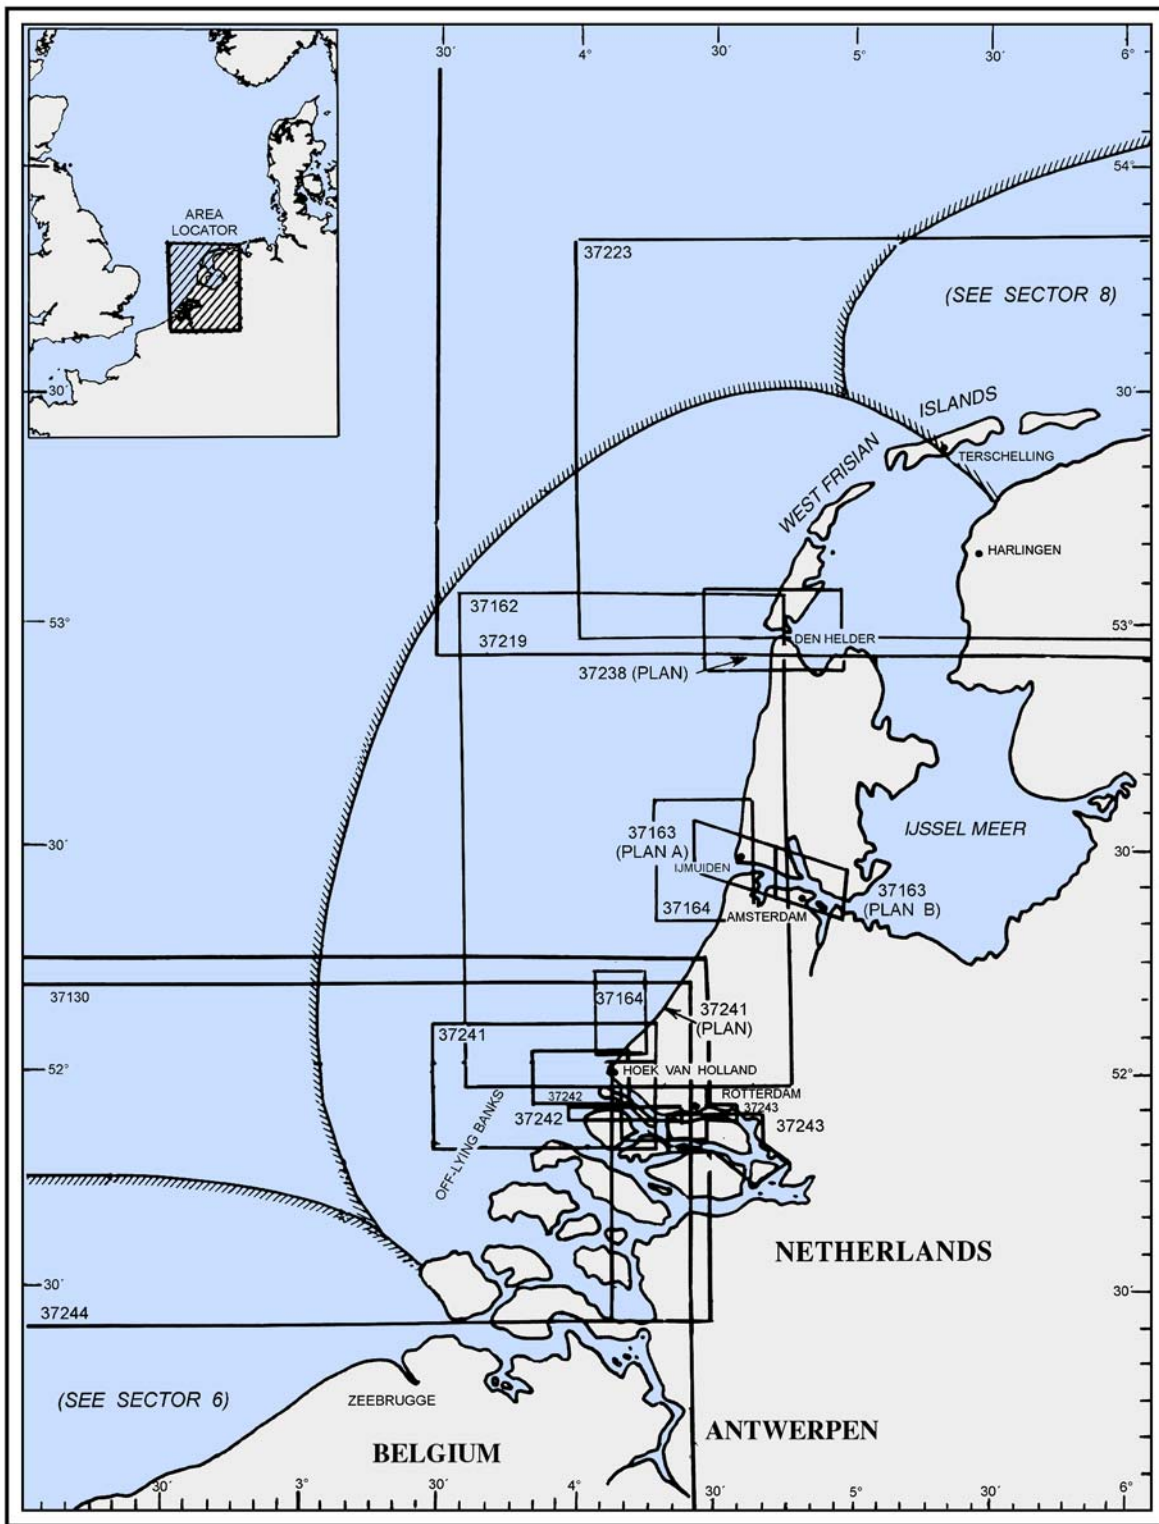 30´
4°
30´
5°
30´
6°
AREA
LOCATOR
54°
54°
37223
(SEE SECTOR 8)
30´
30´
ISLANDS
WEST FRISIAN
TERSCHELLING
HARLINGEN
37162
53°
53°
37219
DEN HELDER
37238 (PLAN)
30´
30´
37163
(PLAN A)
IJSSEL MEER
IJMUIDEN
37163
(PLAN B)
37164
AMSTERDAM
37130
37164
37241
(PLAN)
37241
52°
52°
HOEK VAN HOLLAND
ROTTERDAM
37242
37243
37242
37243
OFF-LYING BANKS
NETHERLANDS
30´
30´
37244
(SEE SECTOR 6)
ZEEBRUGGE
ANTWERPEN
BELGIUM
30´
3°
30´
4°
30´
5°
30´
6°